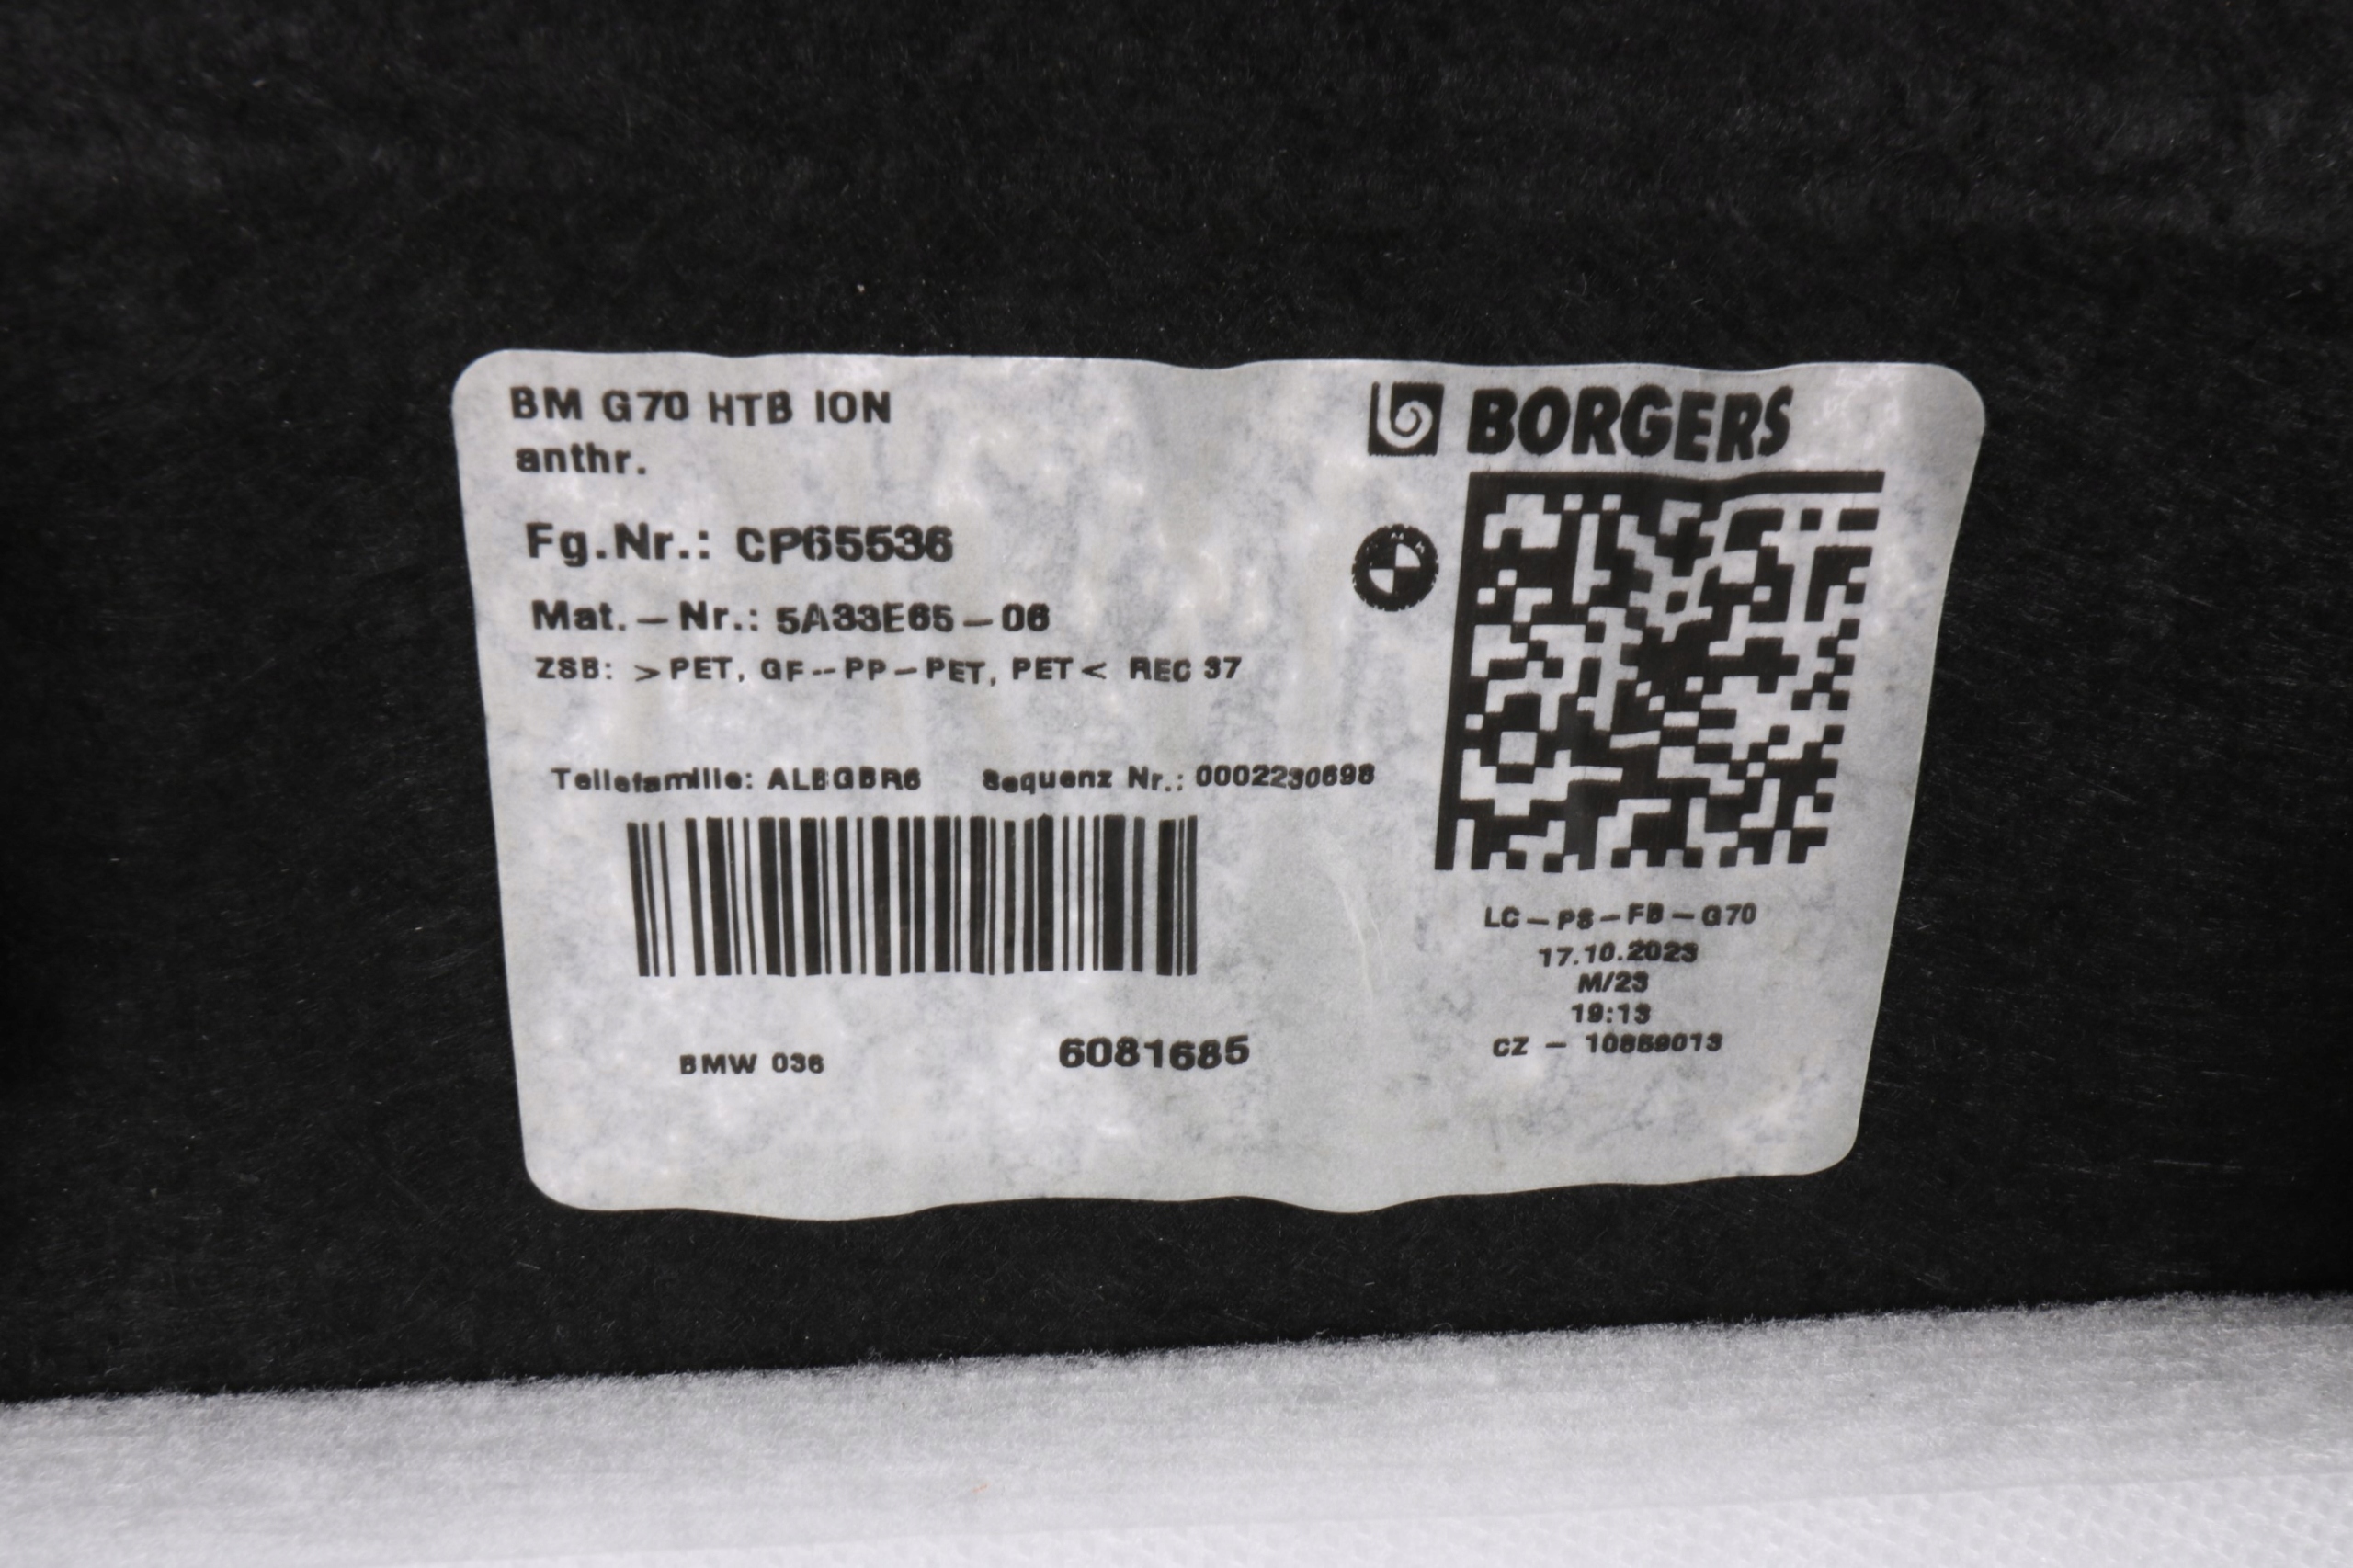 BM G70 HTB ION
anthr.
BORGERS
Fg.Nr.: CP65536
Mat.-Nr.: 5A33E65-06
ZSB: >PET, GF--PP-PET, PET< REC 37
Teilefamilie: ALBGBR6 Sequenz Nr.: 0002230698
LC-PS-FB-G70
17.10.2023
M/23
19:13
CZ -
BMW 036 6081685